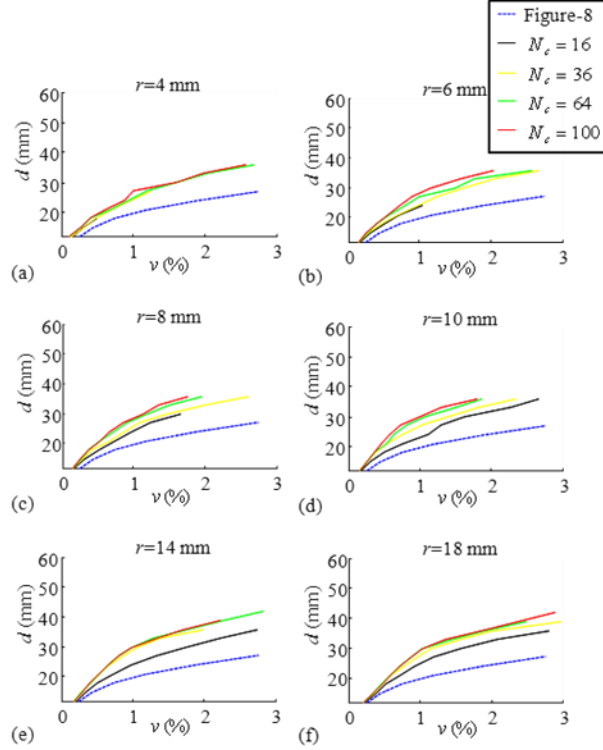 Figure-8
N_c = 16
N_c = 36
N_c = 64
N_c = 100
r=4 mm
60
50
40
30
20
d (mm)
0 1 2 3
v (%)
(a)
r=6 mm
60
50
40
30
20
d (mm)
0 1 2 3
v (%)
(b)
r=8 mm
60
50
40
30
20
d (mm)
0 1 2 3
v (%)
(c)
r=10 mm
60
50
40
30
20
d (mm)
0 1 2 3
v (%)
(d)
r=14 mm
60
50
40
30
20
d (mm)
0 1 2 3
v (%)
(e)
r=18 mm
60
50
40
30
20
d (mm)
0 1 2 3
v (%)
(f)